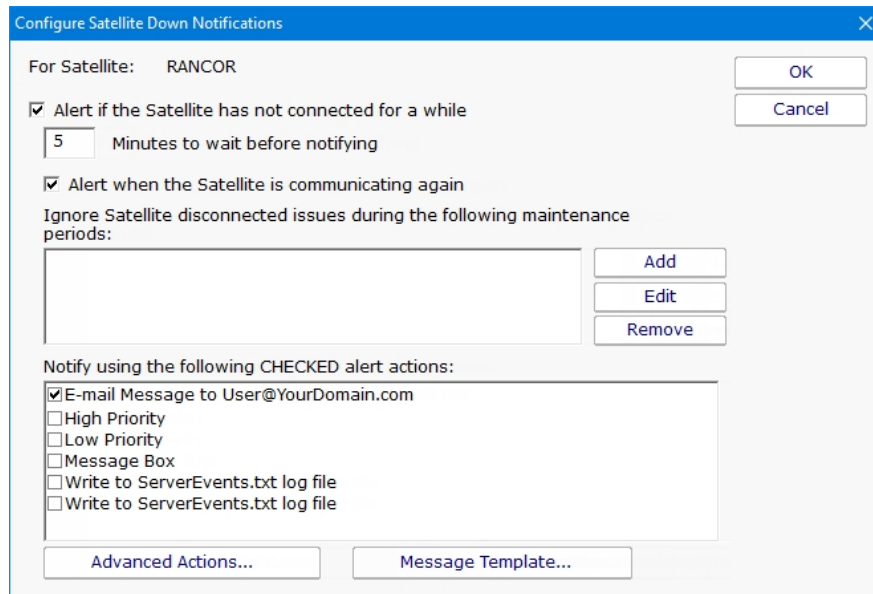 Configure Satellite Down Notifications
For Satellite: RANCOR
OK
Cancel
Alert if the Satellite has not connected for a while
5 Minutes to wait before notifying
Alert when the Satellite is communicating again
Ignore Satellite disconnected issues during the following maintenance
periods:
Add
Edit
Remove
Notify using the following CHECKED alert actions:
E-mail Message to User@YourDomain.com
High Priority
Low Priority
Message Box
Write to ServerEvents.txt log file
Write to ServerEvents.txt log file
Advanced Actions... Message Template...